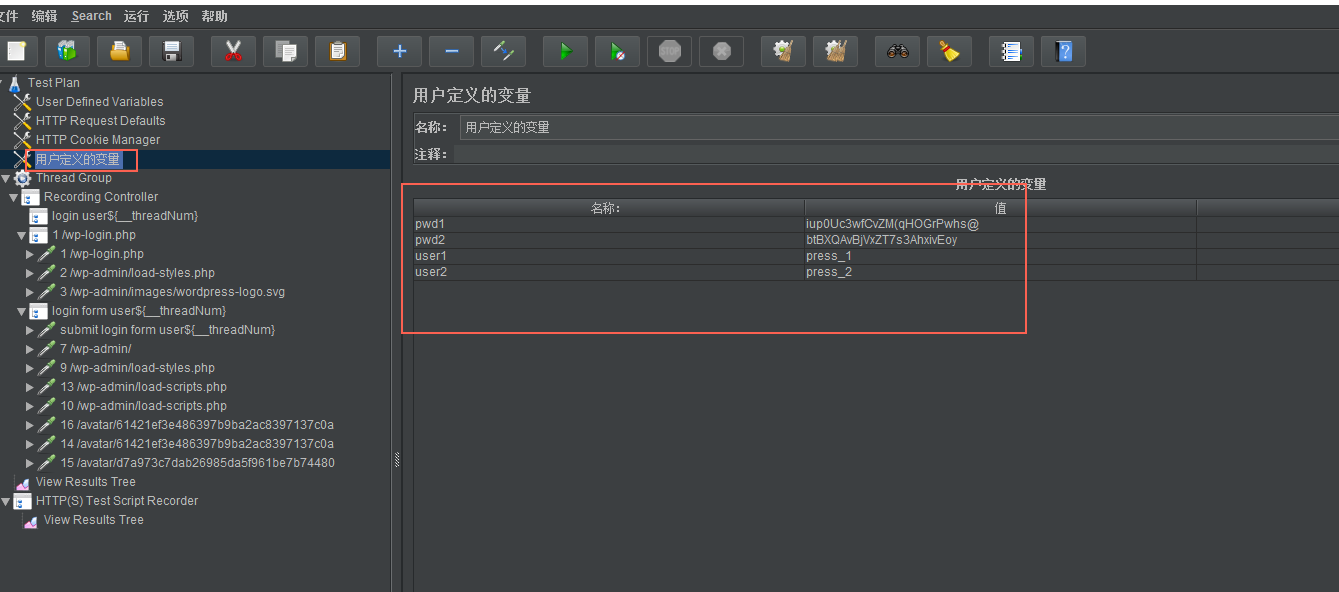 文件 编辑 Search 运行 选项 帮助
Test Plan
User Defined Variables
HTTP Request Defaults
HTTP Cookie Manager
用户定义的变量
Thread Group
Recording Controller
login user${__threadNum}
1 /wp-login.php
1 /wp-login.php
2 /wp-admin/load-styles.php
3 /wp-admin/images/wordpress-logo.svg
login form user${__threadNum}
submit login form user${__threadNum}
7 /wp-admin/
9 /wp-admin/load-styles.php
13 /wp-admin/load-scripts.php
10 /wp-admin/load-scripts.php
16 /avatar/61421ef3e486397b9ba2ac8397137c0a
14 /avatar/61421ef3e486397b9ba2ac8397137c0a
15 /avatar/d7a973c7dab26985da5f961be7b74480
View Results Tree
HTTP(S) Test Script Recorder
View Results Tree
用户定义的变量
名称： 用户定义的变量
注释：
用户定义的变量
名称： 值
pwd1 iup0Uc3wfCvZM(qHOGrPwhs@
pwd2 btBXQAvBjVxZT7s3AhxivEoy
user1 press_1
user2 press_2